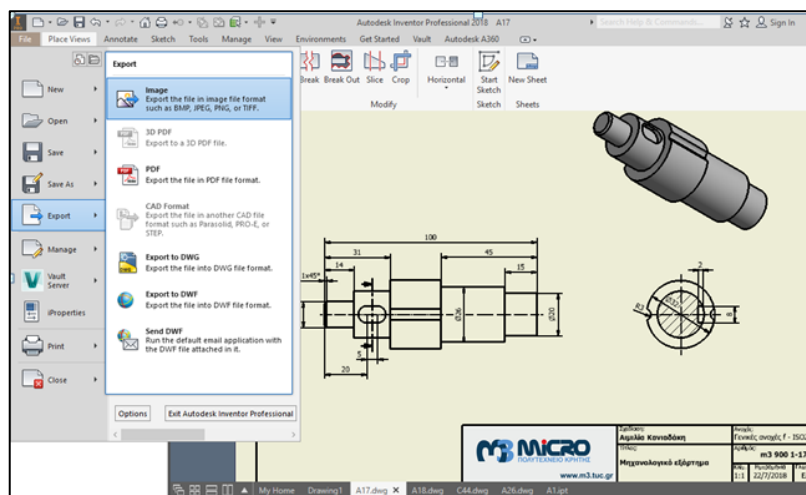 Autodesk Inventor Professional 2018 A17
Search Help & Commands...
Sign In
File Place Views Annotate Sketch Tools Manage View Environments Get Started Vault Autodesk A360
Export
New
Open
Save
Save As
Export
Manage
Vault Server
iProperties
Print
Close
Image
Export the file in image file format
such as BMP, JPEG, PNG, or TIFF.
3D PDF
Export to a 3D PDF file.
PDF
Export the file in PDF file format.
CAD Format
Export the file in another CAD file
format such as Parasolid, PRO-E, or
STEP.
Export to DWG
Export the file into DWG file format.
Export to DWF
Export the file into DWF file format.
Send DWF
Run the default email application with
the DWF file attached in it.
Options Exit Autodesk Inventor Professional
Break Break Out Slice Crop Horizontal Start Sketch New Sheet
Modify Sketch Sheets
100
31 45
14 15
1x45°
Ø26
Ø20
5
20
2
R3
Ø32
8
m3 MiCRO
ΠΟΛΥΤΕΧΝΕΙΟ ΚΡΗΤΗΣ
www.m3.tuc.gr
Σχεδίαση:
Αιμιλία Κονιαδάκη
Τίτλος:
Μηχανολογικό εξάρτημα
Ανοχές:
Γενικές ανοχές f - ISO
Αριθμός:
m3 900 1-17
1:1 22/7/2018
My Home Drawing1 A17.dwg A18.dwg C44.dwg A26.dwg A1.ipt